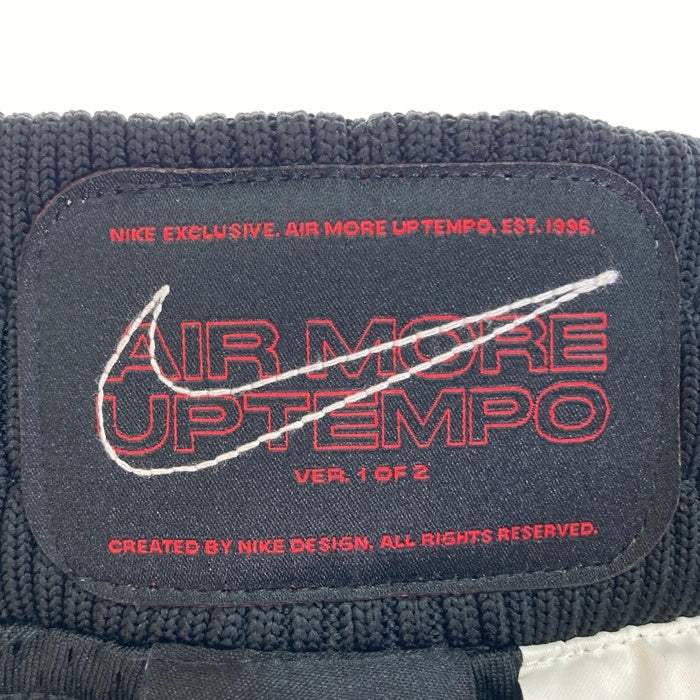 NIKE EXCLUSIVE. AIR MORE UPTEMPO. EST. 1996.
AIR MORE
UPTEMPO
VER. 1 OF 2
CREATED BY NIKE DESIGN. ALL RIGHTS RESERVED.